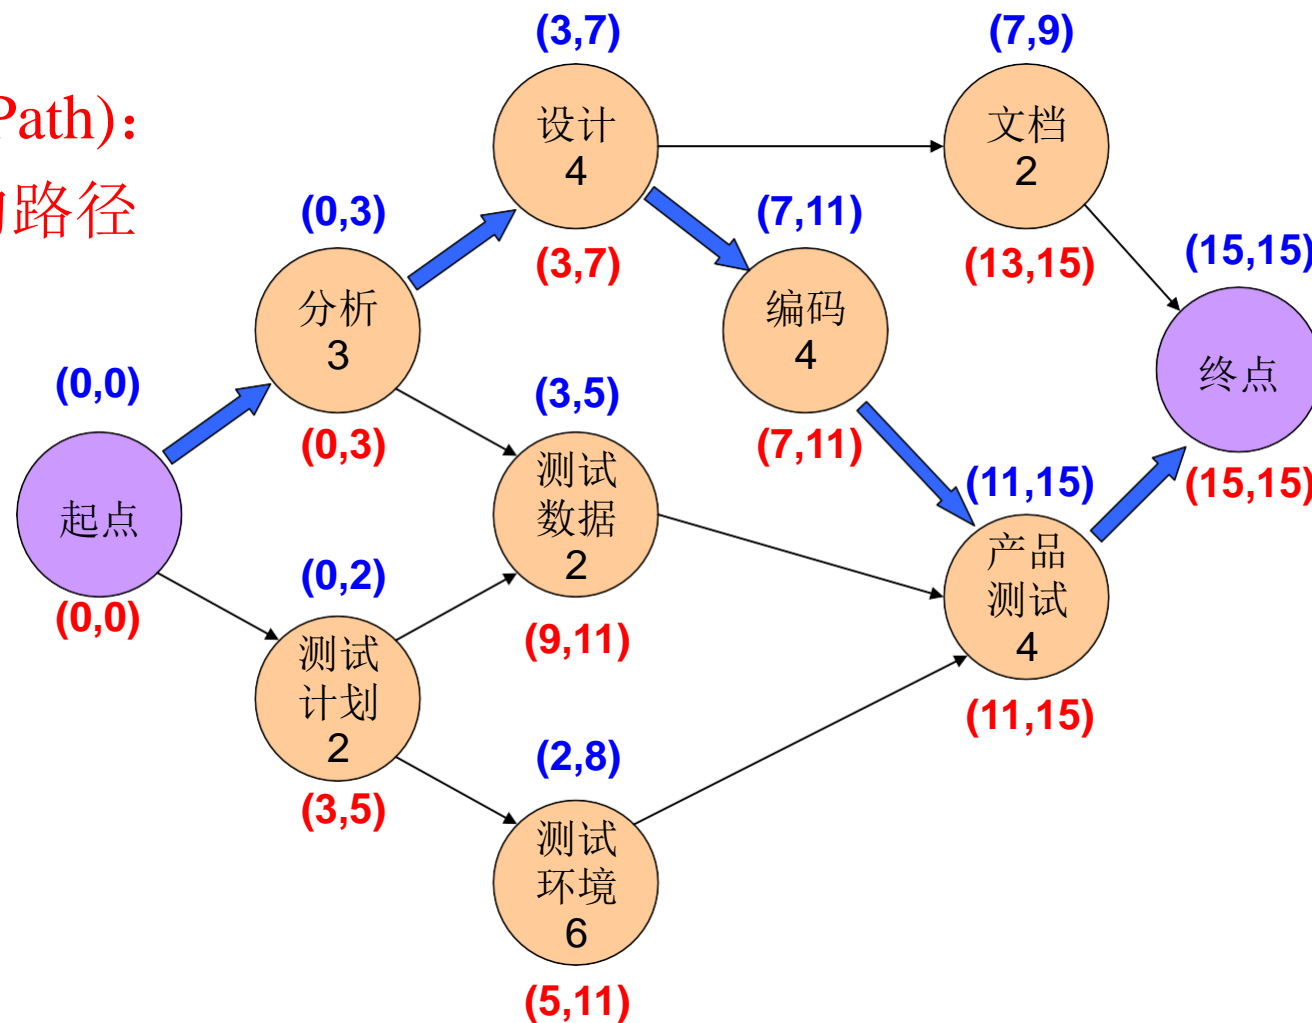 Path):
路径
(3,7)
设计
4
(3,7)
(7,9)
文档
2
(13,15)
(0,3)
分析
3
(0,3)
(7,11)
编码
4
(7,11)
(15,15)
终点
(15,15)
(0,0)
起点
(0,0)
(3,5)
测试
数据
2
(9,11)
(11,15)
产品
测试
4
(11,15)
(0,2)
测试
计划
2
(3,5)
(2,8)
测试
环境
6
(5,11)